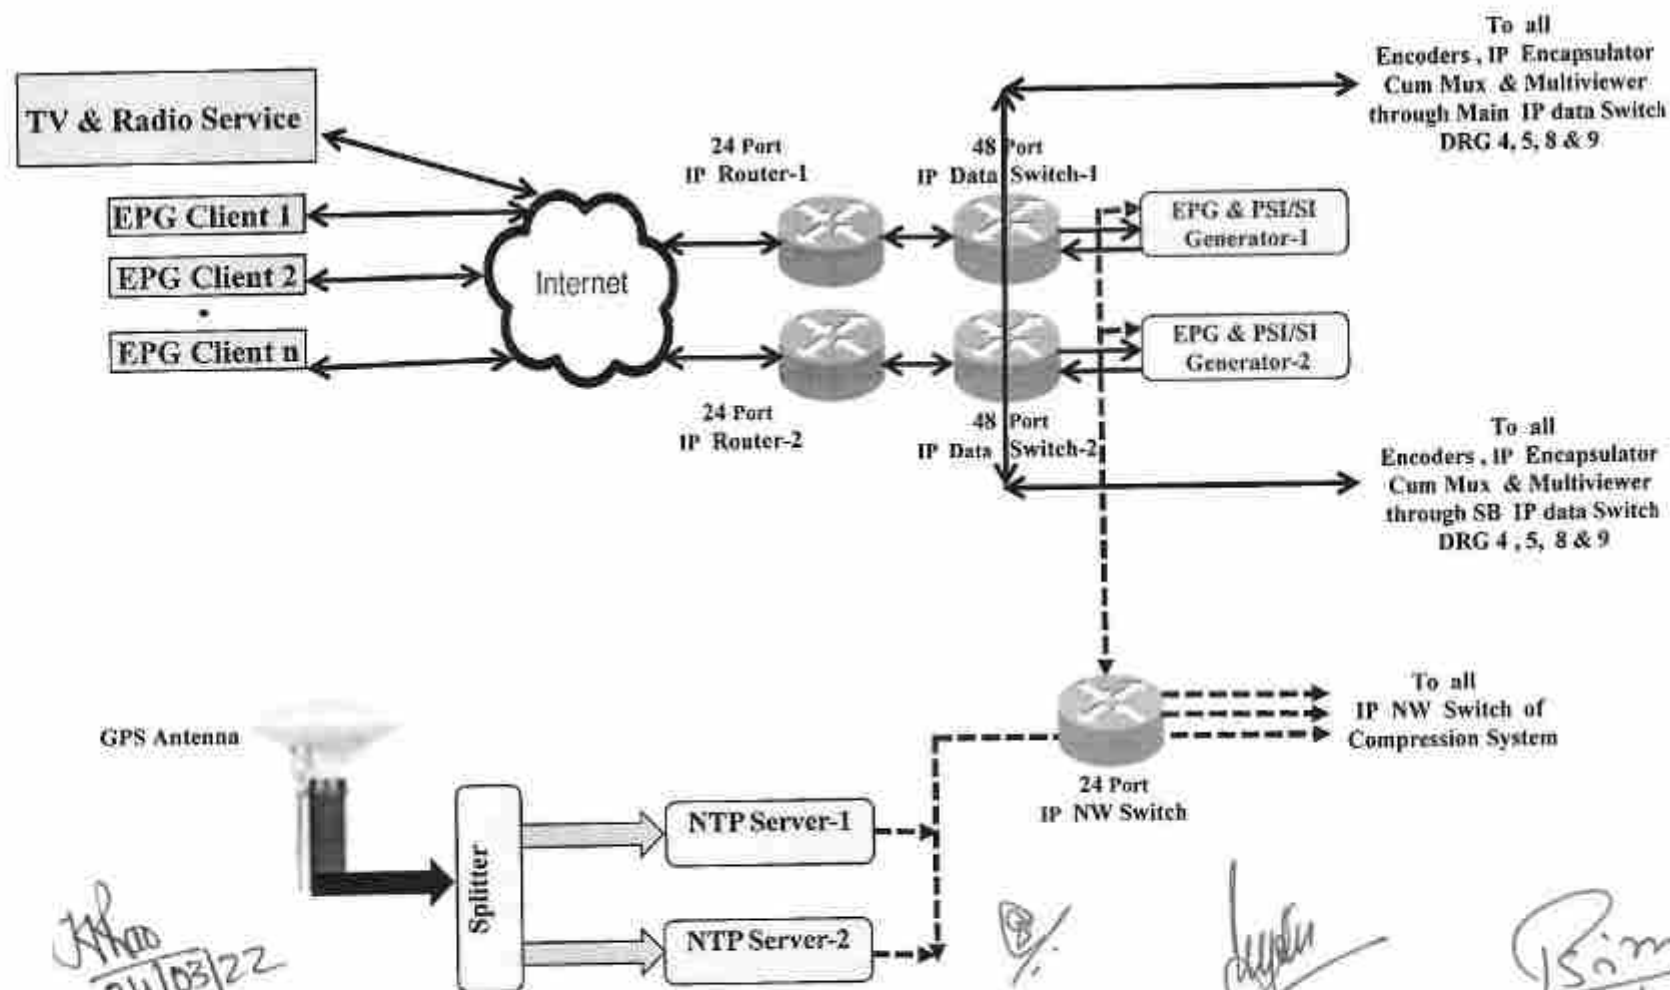 To all
Encoders , IP Encapsulator
Cum Mux & Multiviewer
through Main IP data Switch
DRG 4, 5, 8 & 9
TV & Radio Service
24 Port
IP Router-1
48 Port
IP Data Switch-1
EPG Client 1
EPG & PSI/SI
Generator-1
EPG Client 2
Internet
.
EPG Client n
EPG & PSI/SI
Generator-2
24 Port
IP Router-2
48 Port
IP Data Switch-2
To all
Encoders , IP Encapsulator
Cum Mux & Multiviewer
through SB IP data Switch
DRG 4 , 5, 8 & 9
To all
IP NW Switch of
Compression System
GPS Antenna
24 Port
IP NW Switch
Splitter
NTP Server-1
NTP Server-2
04/03/22